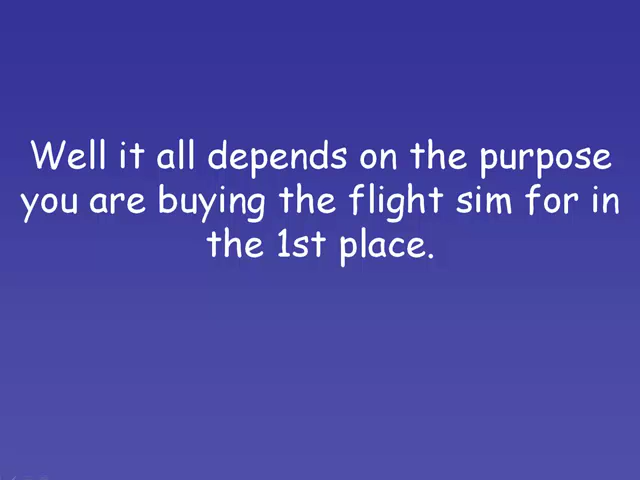 Well it all depends on the purpose
you are buying the flight sim for in
the 1st place.